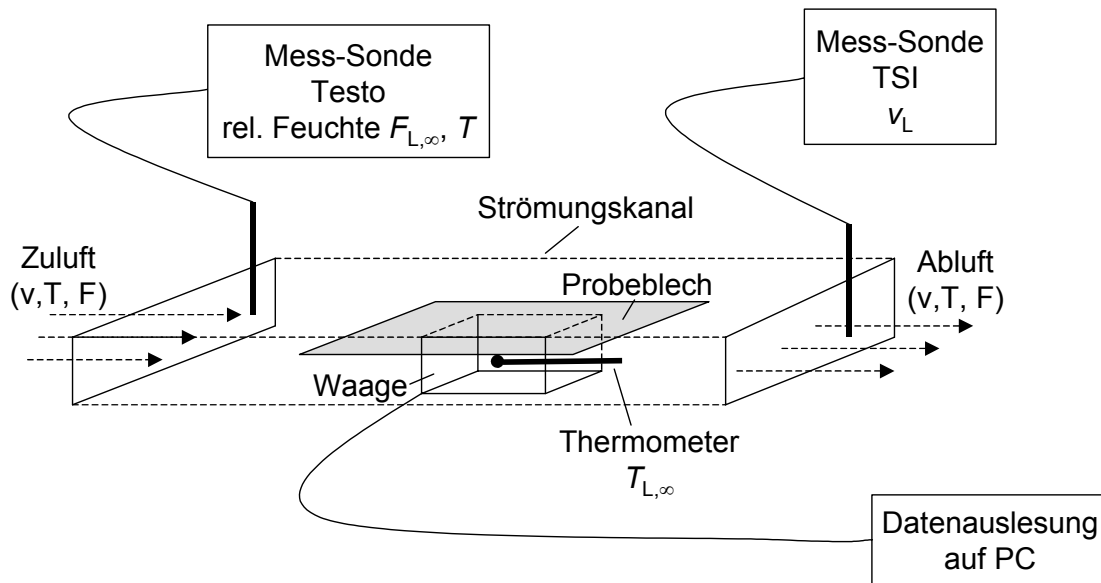 Mess-Sonde
Testo
rel. Feuchte F_L,∞, T
Mess-Sonde
TSI
v_L
Strömungskanal
Zuluft
(v,T, F)
Probeblech
Abluft
(v,T, F)
Waage
Thermometer
T_L,∞
Datenauslesung
auf PC